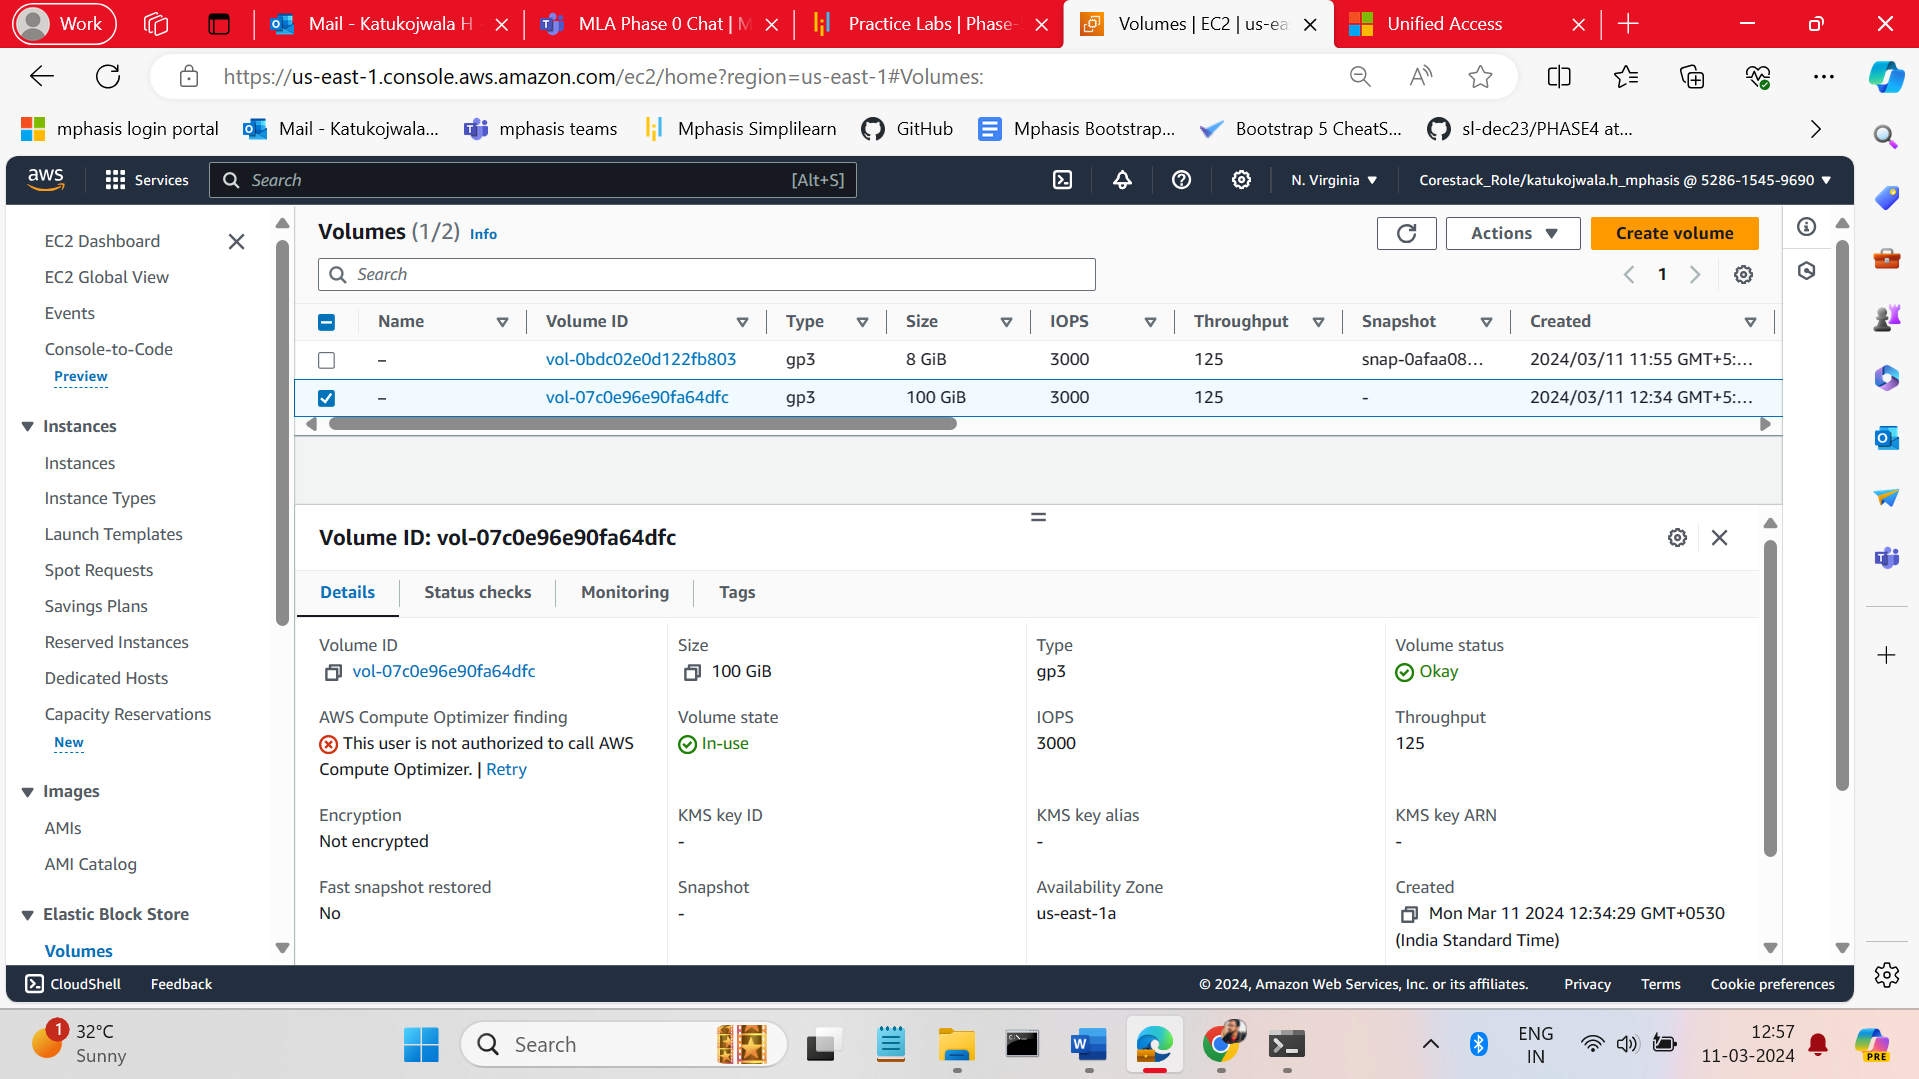 Work
Mail - Katukojwala H
MLA Phase 0 Chat | M
Practice Labs | Phase-
Volumes | EC2 | us-ea
Unified Access
https://us-east-1.console.aws.amazon.com/ec2/home?region=us-east-1#Volumes:
mphasis login portal
Mail - Katukojwala...
mphasis teams
Mphasis Simplilearn
GitHub
Mphasis Bootstrap...
Bootstrap 5 CheatS...
sl-dec23/PHASE4 at...
aws
Services
Search
[Alt+S]
N. Virginia
Corestack_Role/katukojwala.h_mphasis @ 5286-1545-9690
EC2 Dashboard
EC2 Global View
Events
Console-to-Code
Preview
Instances
Instances
Instance Types
Launch Templates
Spot Requests
Savings Plans
Reserved Instances
Dedicated Hosts
Capacity Reservations
New
Images
AMIs
AMI Catalog
Elastic Block Store
Volumes
Volumes (1/2) Info
Actions
Create volume
Search
1
Name Volume ID Type Size IOPS Throughput Snapshot Created
– vol-0bdc02e0d122fb803 gp3 8 GiB 3000 125 snap-0afaa08... 2024/03/11 11:55 GMT+5:...
– vol-07c0e96e90fa64dfc gp3 100 GiB 3000 125 - 2024/03/11 12:34 GMT+5:...
Volume ID: vol-07c0e96e90fa64dfc
Details Status checks Monitoring Tags
Volume ID
vol-07c0e96e90fa64dfc
Size
100 GiB
Type
gp3
Volume status
Okay
AWS Compute Optimizer finding
This user is not authorized to call AWS
Compute Optimizer. | Retry
Volume state
In-use
IOPS
3000
Throughput
125
Encryption
Not encrypted
KMS key ID
-
KMS key alias
-
KMS key ARN
-
Fast snapshot restored
No
Snapshot
-
Availability Zone
us-east-1a
Created
Mon Mar 11 2024 12:34:29 GMT+0530
(India Standard Time)
CloudShell
Feedback
© 2024, Amazon Web Services, Inc. or its affiliates.
Privacy
Terms
Cookie preferences
1
32°C
Sunny
Search
ENG
IN
12:57
11-03-2024
PRE